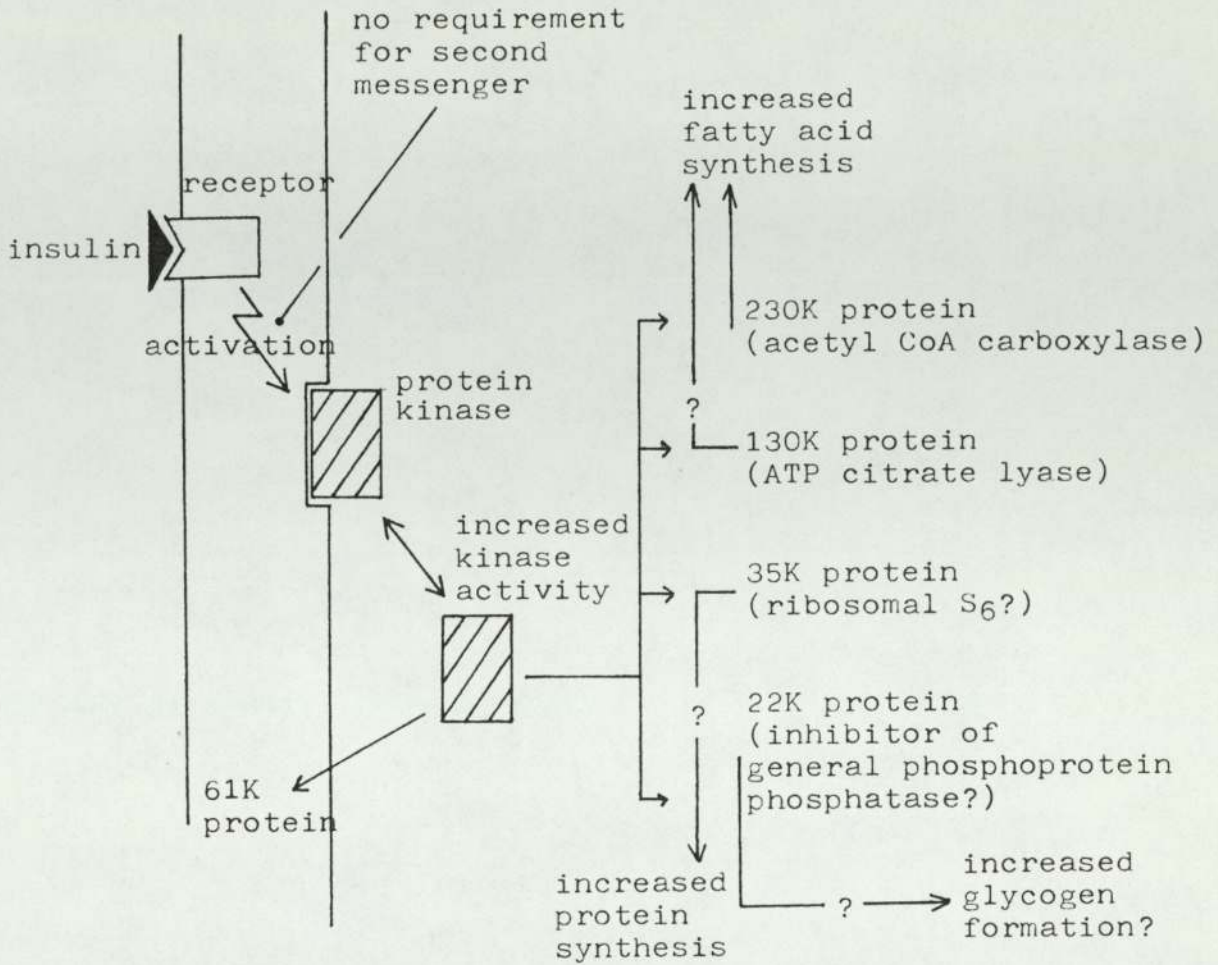 no requirement
for second
messenger
increased
fatty acid
synthesis
receptor
insulin
activation
230K protein
(acetyl CoA carboxylase)
protein
kinase
?
130K protein
(ATP citrate lyase)
increased
kinase
activity
35K protein
(ribosomal S6?)
?
22K protein
(inhibitor of
general phosphoprotein
phosphatase?)
61K
protein
increased
protein
synthesis
?
increased
glycogen
formation?